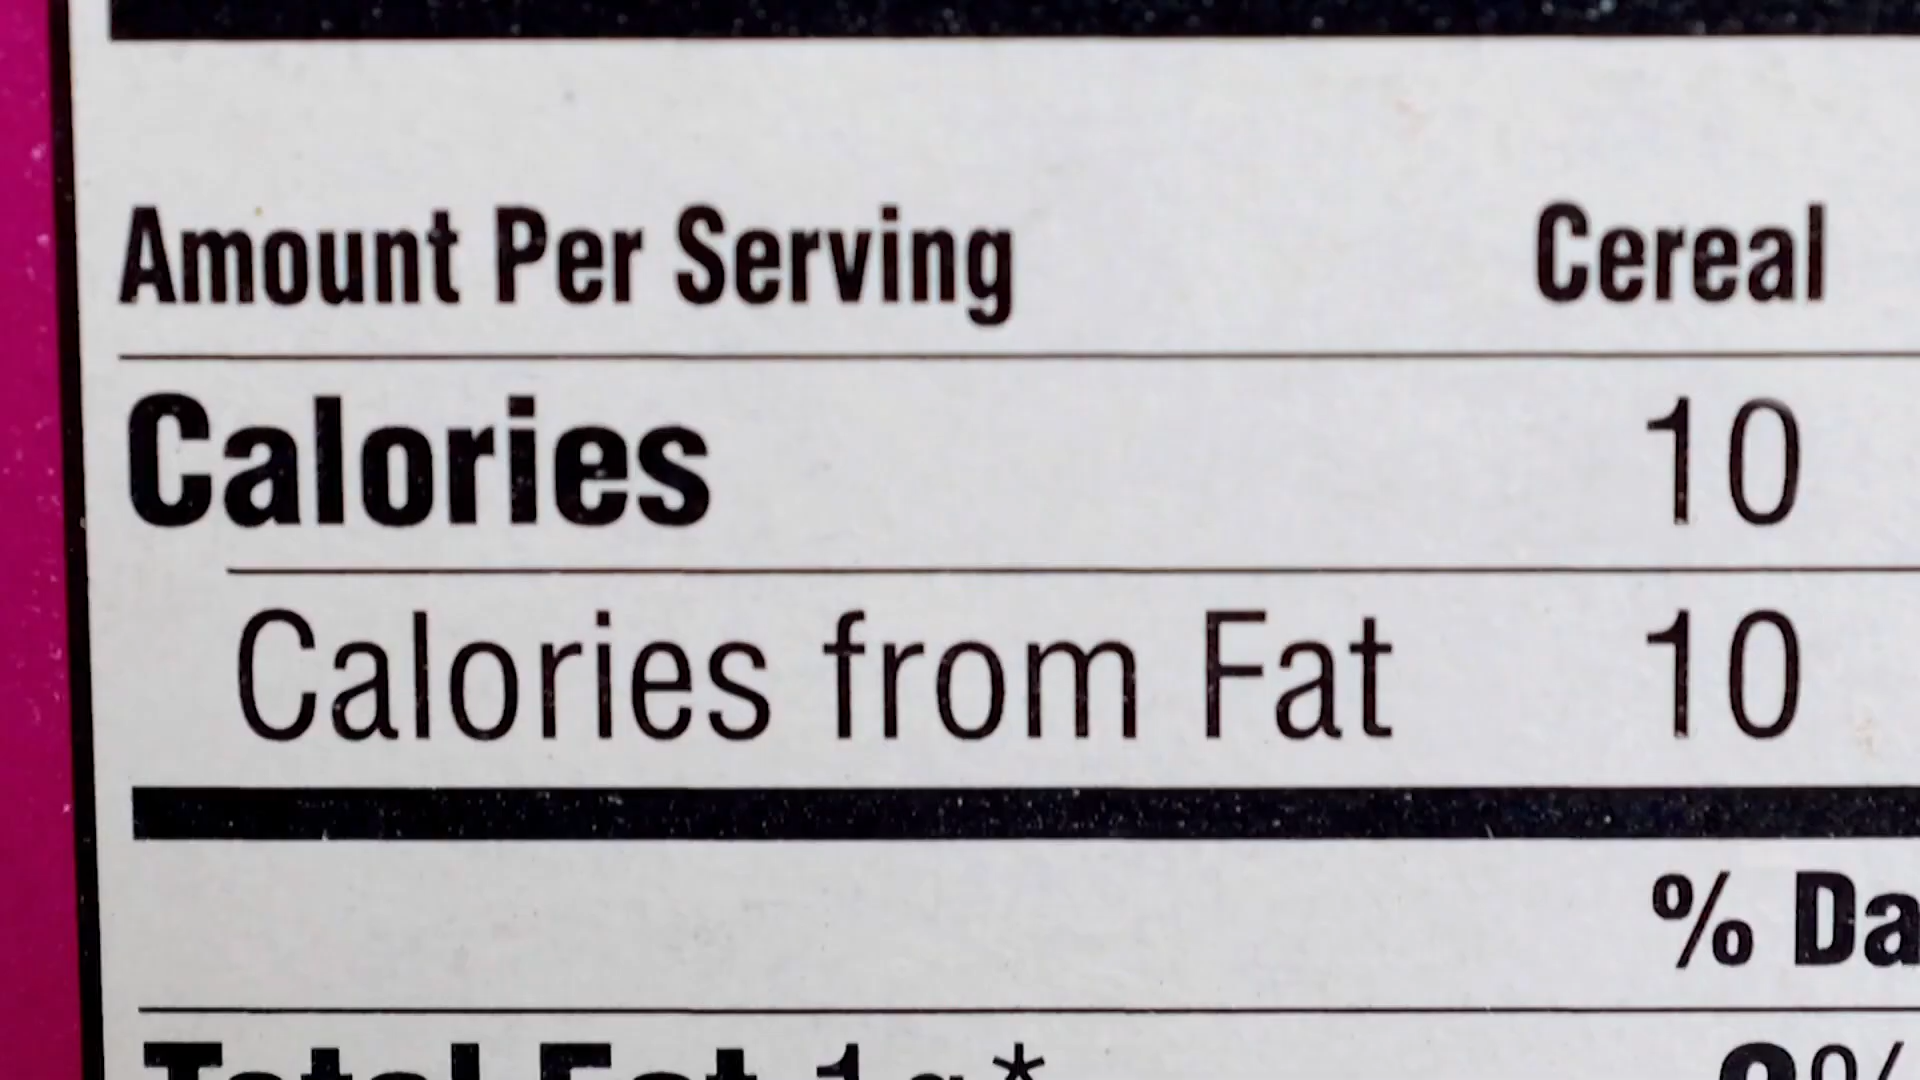 Amount Per Serving Cereal
Calories 10
Calories from Fat 10
% Da
Total Fat 1g*